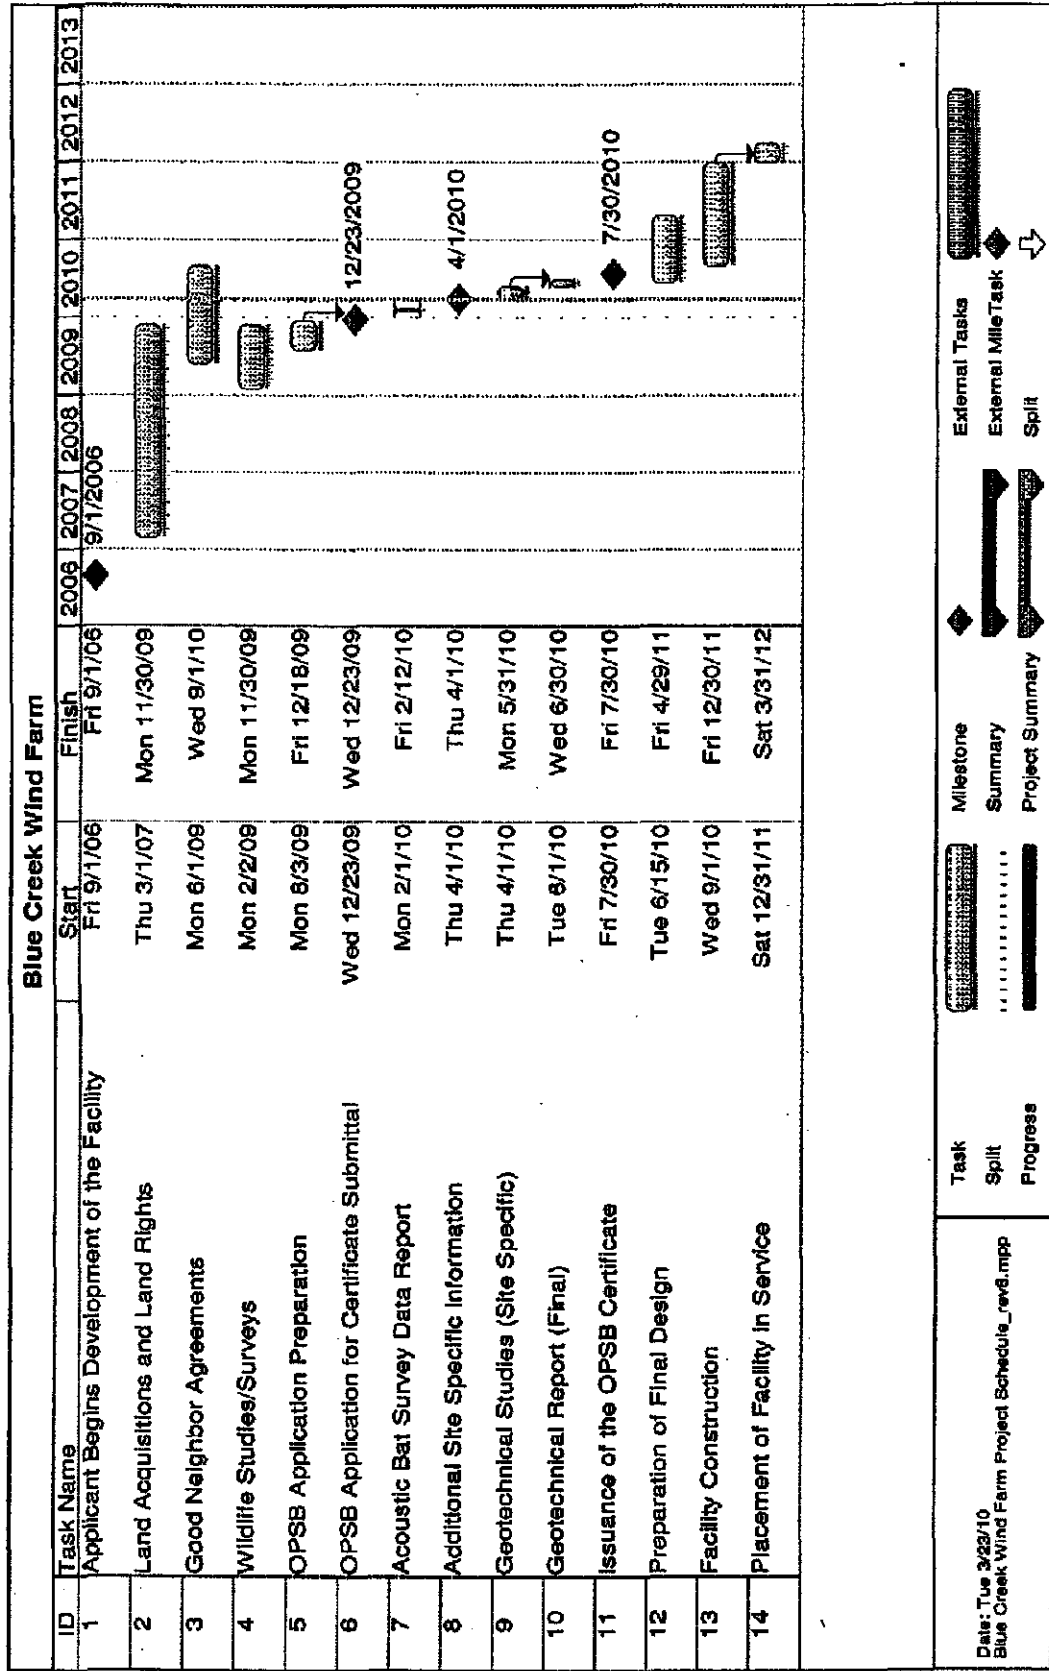 Blue Creek Wind Farm
ID Task Name Start Finish 2006 2007 2008 2009 2010 2011 2012 2013
1 Applicant Begins Development of the Facility Fri 9/1/06 Fri 9/1/06 9/1/2006
2 Land Acquisitions and Land Rights Thu 3/1/07 Mon 11/30/09
3 Good Neighbor Agreements Mon 6/1/09 Wed 9/1/10
4 Wildlife Studies/Surveys Mon 2/2/09 Mon 11/30/09
5 OPSB Application Preparation Mon 8/3/09 Fri 12/18/09
6 OPSB Application for Certificate Submittal Wed 12/23/09 Wed 12/23/09 12/23/2009
7 Acoustic Bat Survey Data Report Mon 2/1/10 Fri 2/12/10
8 Additional Site Specific Information Thu 4/1/10 Thu 4/1/10 4/1/2010
9 Geotechnical Studies (Site Specific) Thu 4/1/10 Mon 5/31/10
10 Geotechnical Report (Final) Tue 6/1/10 Wed 6/30/10
11 Issuance of the OPSB Certificate Fri 7/30/10 Fri 7/30/10 7/30/2010
12 Preparation of Final Design Tue 6/15/10 Fri 4/29/11
13 Facility Construction Wed 9/1/10 Fri 12/30/11
14 Placement of Facility in Service Sat 12/31/11 Sat 3/31/12
Date: Tue 3/23/10
Blue Creek Wind Farm Project Schedule_rev6.mpp
Task Milestone External Tasks
Split Summary External MileTask
Progress Project Summary Split